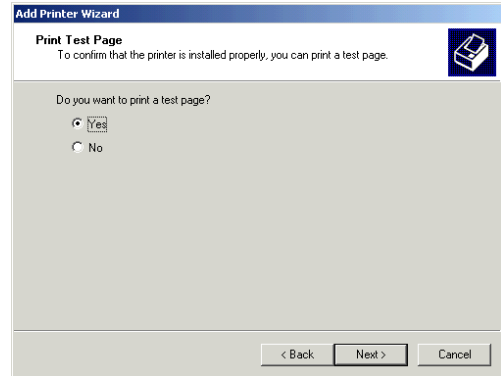 Add Printer Wizard
Print Test Page
To confirm that the printer is installed properly, you can print a test page.
Do you want to print a test page?
Yes
No
< Back
Next >
Cancel